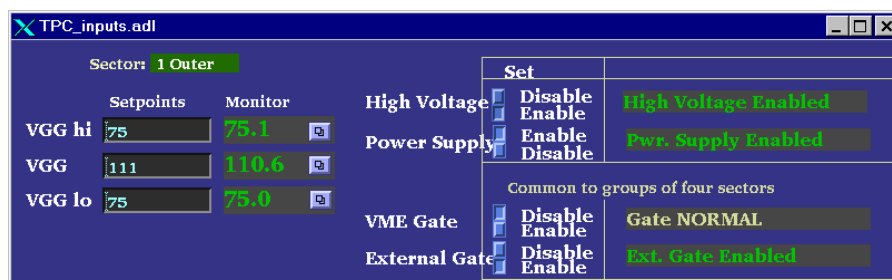 TPC_inputs.adl
Sector: 1 Outer
Set
Setpoints Monitor
High Voltage Disable Enable High Voltage Enabled
VGG hi 75 75.1
Power Supply Enable Disable Pwr. Supply Enabled
VGG 111 110.6
Common to groups of four sectors
VGG lo 75 75.0
VME Gate Disable Enable Gate NORMAL
External Gate Disable Enable Ext. Gate Enabled